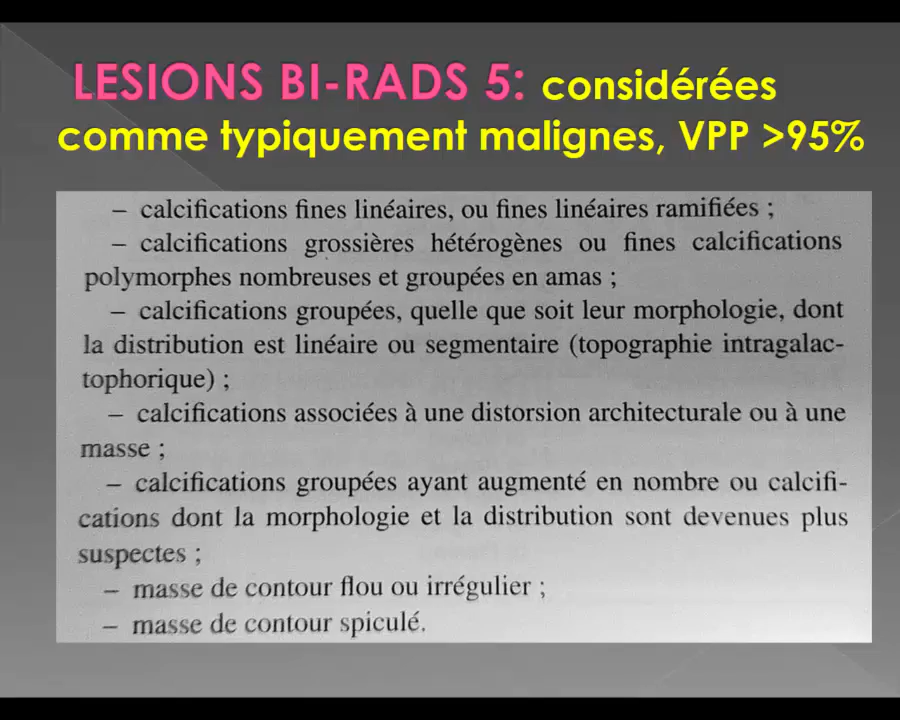 LESIONS BI-RADS 5: considérées
comme typiquement malignes, VPP >95%
– calcifications fines linéaires, ou fines linéaires ramifiées ;
– calcifications grossières hétérogènes ou fines calcifications
polymorphes nombreuses et groupées en amas ;
– calcifications groupées, quelle que soit leur morphologie, dont
la distribution est linéaire ou segmentaire (topographie intragalac-
tophorique) ;
– calcifications associées à une distorsion architecturale ou à une
masse ;
– calcifications groupées ayant augmenté en nombre ou calcifi-
cations dont la morphologie et la distribution sont devenues plus
suspectes ;
– masse de contour flou ou irrégulier ;
– masse de contour spiculé.